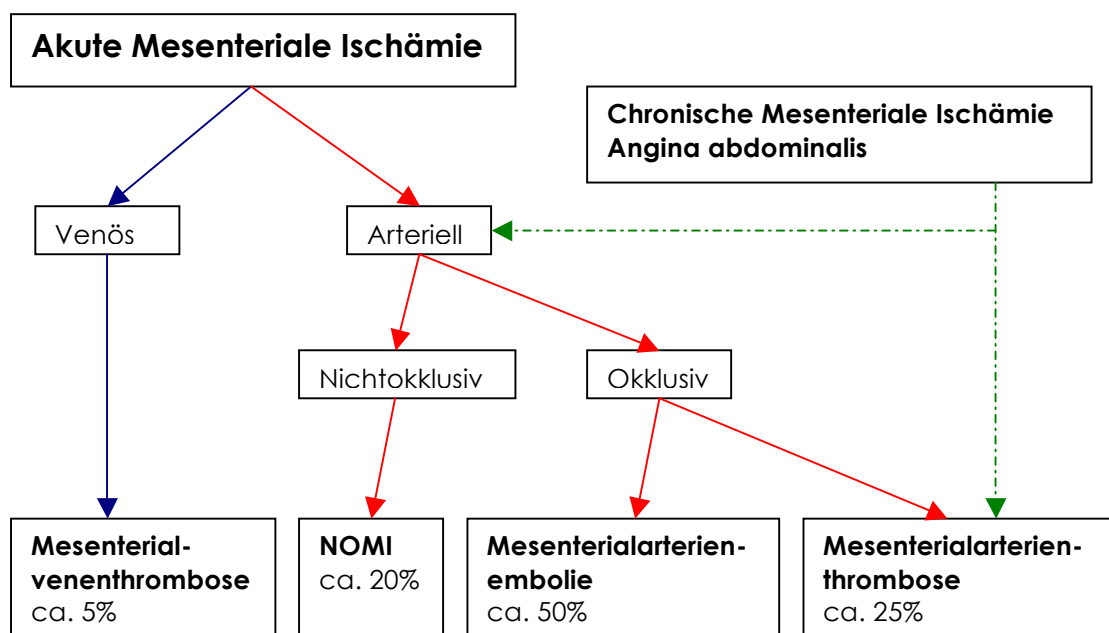 Akute Mesenteriale Ischämie
Chronische Mesenteriale Ischämie
Angina abdominalis
Venös
Arteriell
Nichtokklusiv
Okklusiv
Mesenterial-
venenthrombose
ca. 5%
NOMI
ca. 20%
Mesenterialarterien-
embolie
ca. 50%
Mesenterialarterien-
thrombose
ca. 25%